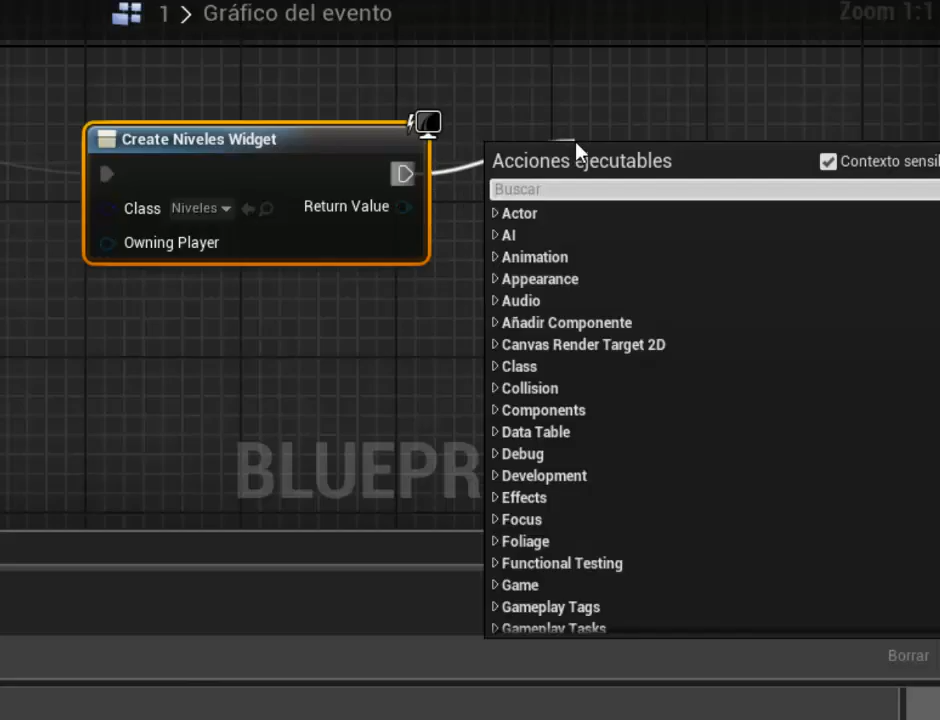 1 > Gráfico del evento
Zoom 1:1
Create Niveles Widget
Class Niveles Return Value
Owning Player
Acciones ejecutables Contexto sensi
Buscar
Actor
AI
Animation
Appearance
Audio
Añadir Componente
Canvas Render Target 2D
Class
Collision
Components
Data Table
Debug
Development
Effects
Focus
Foliage
Functional Testing
Game
Gameplay Tags
Gameplay Tasks
BLUEPR
Borrar